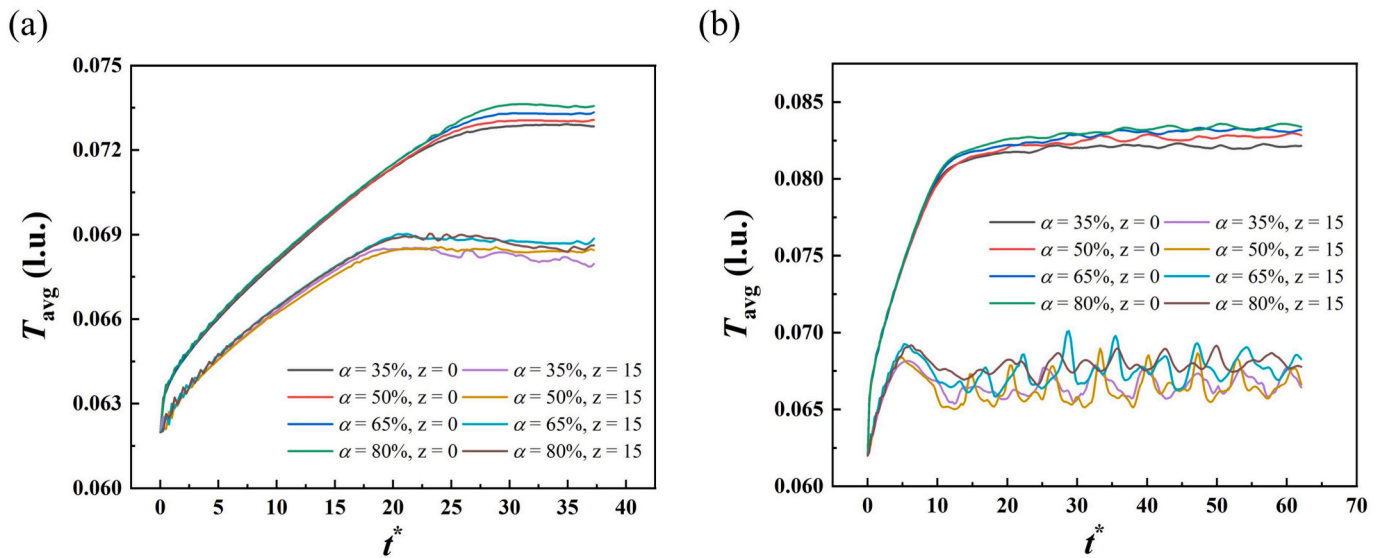 (a)
0.075
0.072
0.069
0.066
0.063
0.060
T_avg (l.u.)
α = 35%, z = 0 α = 35%, z = 15
α = 50%, z = 0 α = 50%, z = 15
α = 65%, z = 0 α = 65%, z = 15
α = 80%, z = 0 α = 80%, z = 15
0 5 10 15 20 25 30 35 40
t*
(b)
0.085
0.080
0.075
0.070
0.065
0.060
T_avg (l.u.)
α = 35%, z = 0 α = 35%, z = 15
α = 50%, z = 0 α = 50%, z = 15
α = 65%, z = 0 α = 65%, z = 15
α = 80%, z = 0 α = 80%, z = 15
0 10 20 30 40 50 60 70
t*